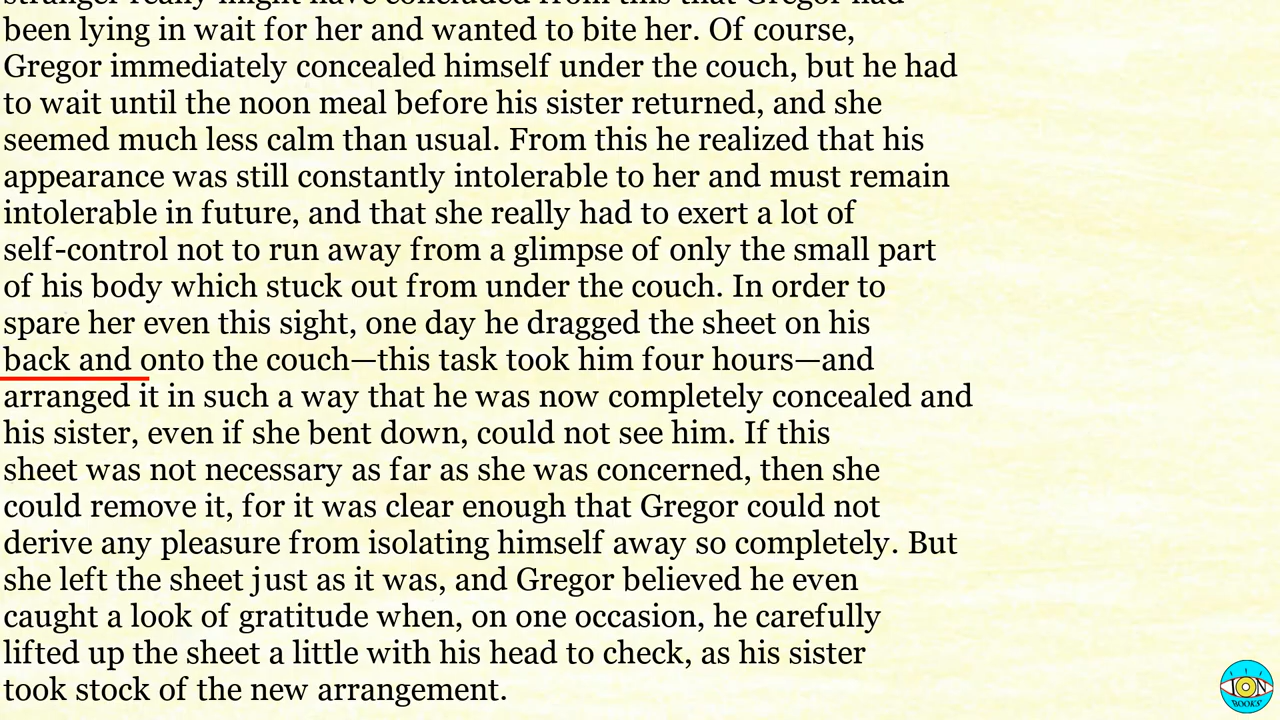 stranger really might have concluded from this that Gregor had
been lying in wait for her and wanted to bite her. Of course,
Gregor immediately concealed himself under the couch, but he had
to wait until the noon meal before his sister returned, and she
seemed much less calm than usual. From this he realized that his
appearance was still constantly intolerable to her and must remain
intolerable in future, and that she really had to exert a lot of
self-control not to run away from a glimpse of only the small part
of his body which stuck out from under the couch. In order to
spare her even this sight, one day he dragged the sheet on his
back and onto the couch—this task took him four hours—and
arranged it in such a way that he was now completely concealed and
his sister, even if she bent down, could not see him. If this
sheet was not necessary as far as she was concerned, then she
could remove it, for it was clear enough that Gregor could not
derive any pleasure from isolating himself away so completely. But
she left the sheet just as it was, and Gregor believed he even
caught a look of gratitude when, on one occasion, he carefully
lifted up the sheet a little with his head to check, as his sister
took stock of the new arrangement.
ION
BOOKS